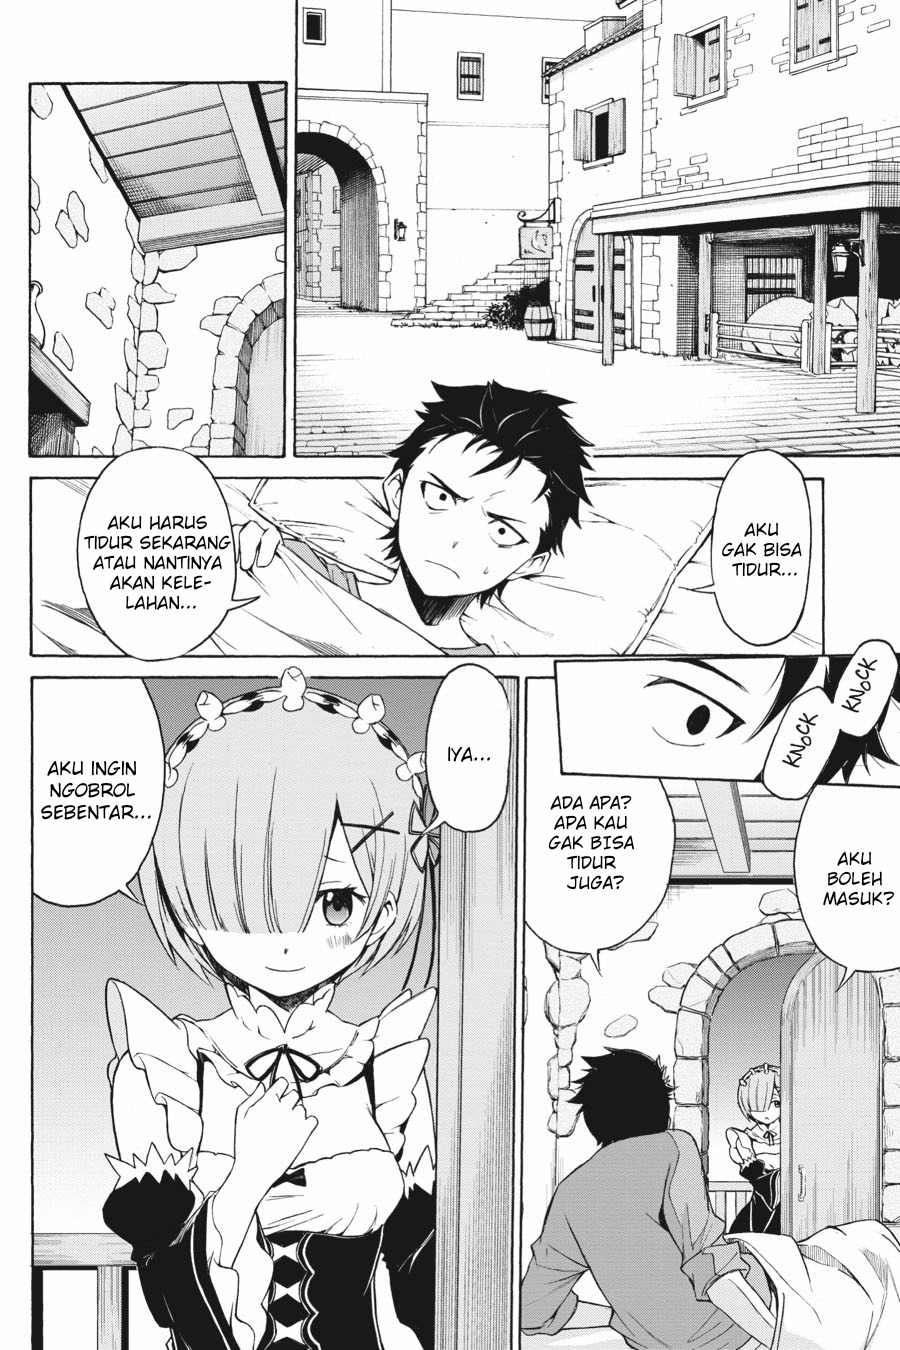 AKU
GAK BISA
TIDUR...
AKU HARUS
TIDUR SEKARANG
ATAU NANTINYA
AKAN KELE-
LAHAN...
KNOCK
KNOCK
AKU
BOLEH
MASUK?
ADA APA?
APA KAU
GAK BISA
TIDUR
JUGA?
IYA...
AKU INGIN
NGOBROL
SEBENTAR...